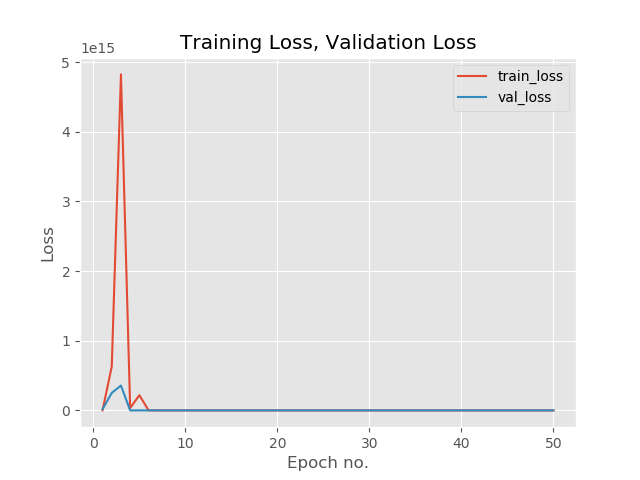 Training Loss, Validation Loss
1e15
5
4
3
2
1
0
Loss
train_loss
val_loss
0 10 20 30 40 50
Epoch no.